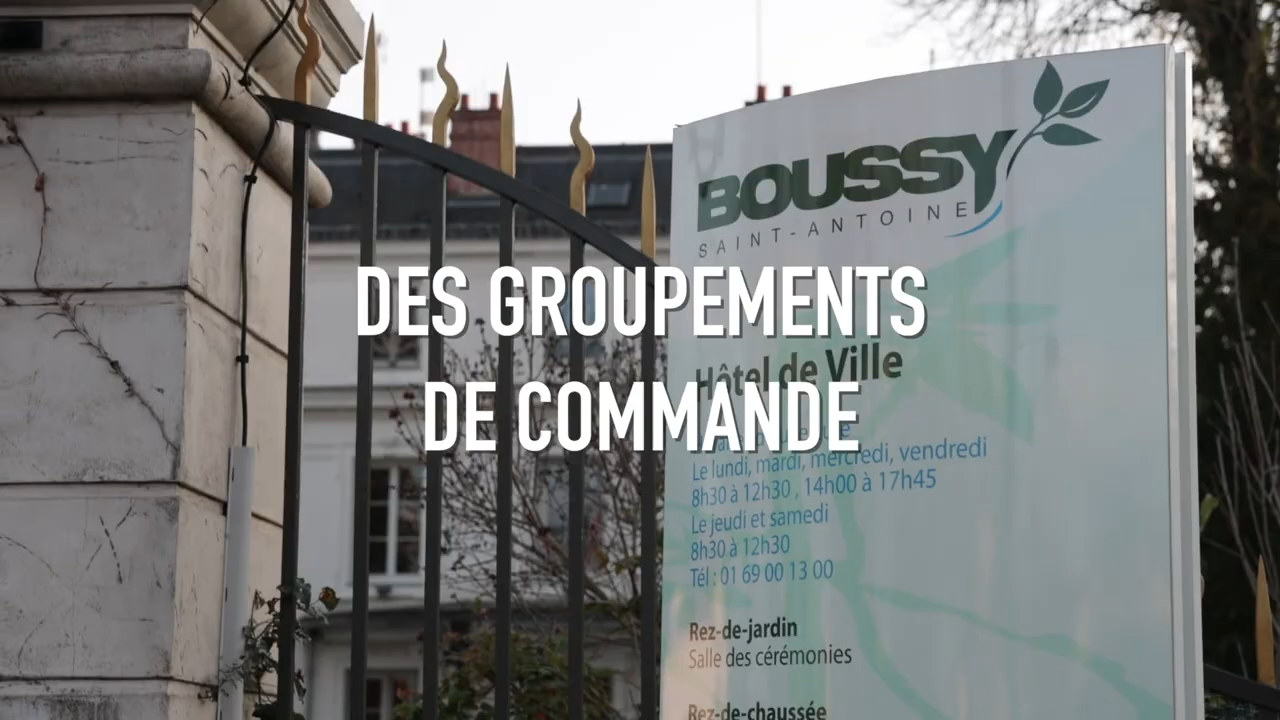 BOUSSY
SAINT-ANTOINE
DES GROUPEMENTS
Hôtel de Ville
DE COMMANDE
Le lundi, mardi, mercredi, vendredi
8h30 à 12h30 , 14h00 à 17h45
Le jeudi et samedi
8h30 à 12h30
Tél : 01 69 00 13 00
Rez-de-jardin
Salle des cérémonies
Rez-de-chaussée